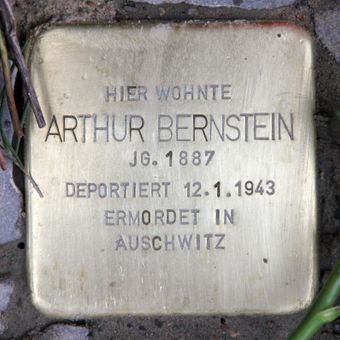 HIER WOHNTE
ARTHUR BERNSTEIN
JG. 1887
DEPORTIERT 12.1.1943
ERMORDET IN
AUSCHWITZ